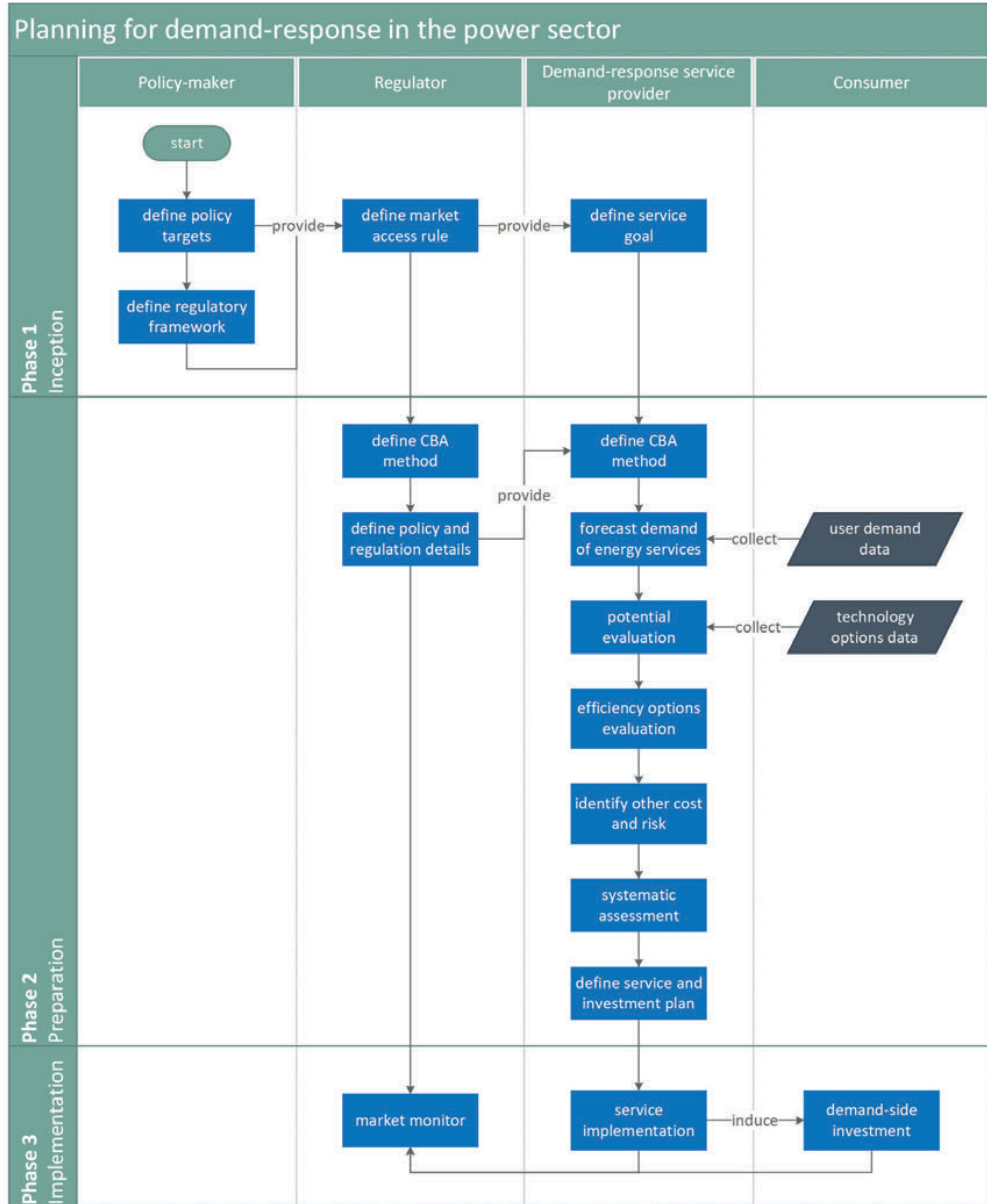 Planning for demand-response in the power sector
Policy-maker
Regulator
Demand-response service
provider
Consumer
Phase 1
Inception
start
define policy
targets
provide
define market
access rule
provide
define service
goal
define regulatory
framework
Phase 2
Preparation
define CBA
method
define CBA
method
provide
define policy and
regulation details
forecast demand
of energy services
collect
user demand
data
potential
evaluation
collect
technology
options data
efficiency options
evaluation
identify other cost
and risk
systematic
assessment
define service and
investment plan
Phase 3
Implementation
market monitor
service
implementation
induce
demand-side
investment